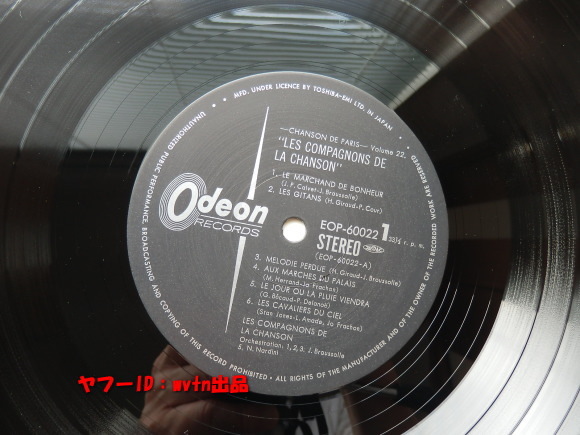 MFD. UNDER LICENCE BY TOSHIBA-EMI LTD. IN JAPAN
—CHANSON DE PARIS— Volume 22.
"LES COMPAGNONS DE
LA CHANSON"
1. LE MARCHAND DE BONHEUR
(J. P. Calvet-J. Broussolle)
2. LES GITANS (H. Giraud-P. Cour)
Odeon
RECORDS
EOP-60022 1 33⅓ r. p. m.
STEREO
(EOP-60022-A)
3. MELODIE PERDUE (H. Giraud-J. Broussolle)
4. AUX MARCHES DU PALAIS
(M. Herrand-Jo Frachon)
5. LE JOUR OU LA PLUIE VIENDRA
(G. Bécaud-P. Delanoë)
6. LES CAVALIERS DU CIEL
(Stan Jones-L. Amade, Jo Frachon)
LES COMPAGNONS DE
LA CHANSON
Orchestration: 1, 2, 3, J. Broussolle
5, N. Nardini
UNAUTHORIZED PUBLIC PERFORMANCE, BROADCASTING AND COPYING OF THIS RECORD PROHIBITED • ALL RIGHTS OF THE MANUFACTURER AND OF THE OWNER OF THE RECORDED WORK ARE RESERVED
ヤフーID：mvtn出品